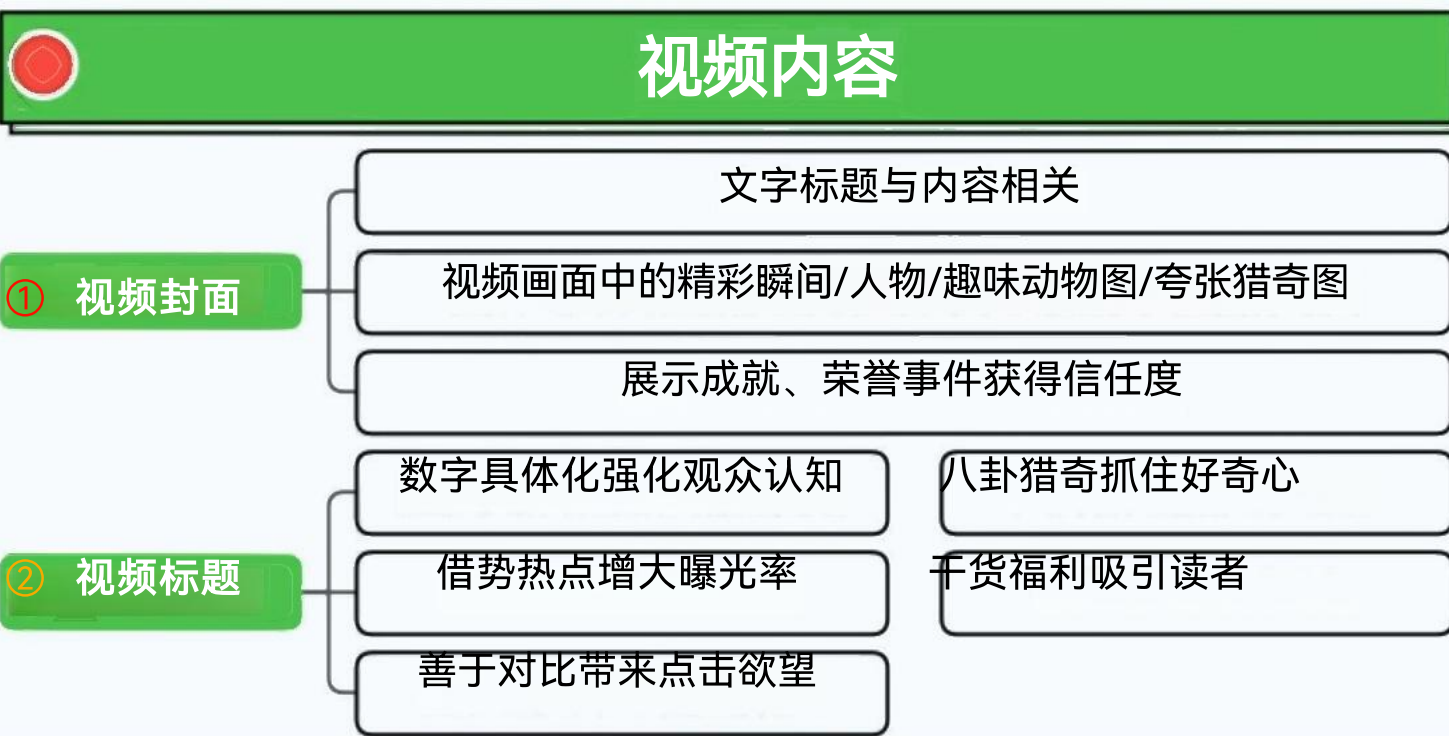 视频内容
文字标题与内容相关
① 视频封面
视频画面中的精彩瞬间/人物/趣味动物图/夸张猎奇图
展示成就、荣誉事件获得信任度
数字具体化强化观众认知
八卦猎奇抓住好奇心
② 视频标题
借势热点增大曝光率
干货福利吸引读者
善于对比带来点击欲望